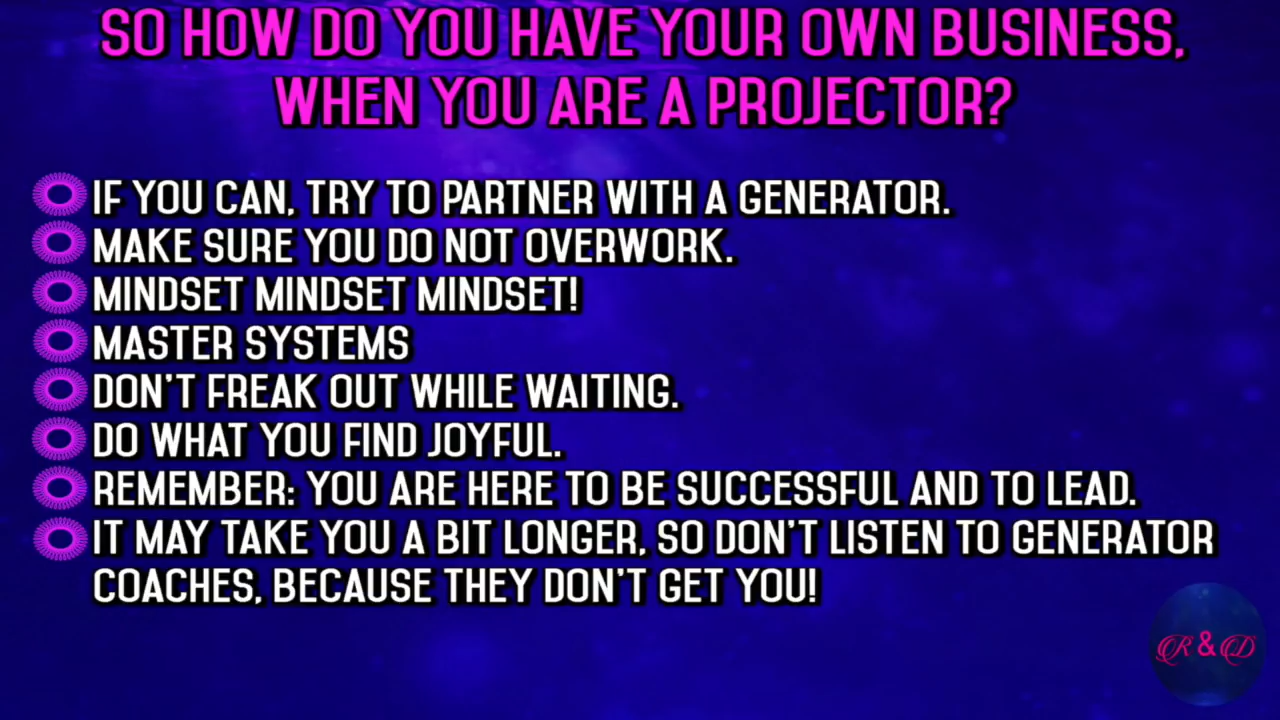 SO HOW DO YOU HAVE YOUR OWN BUSINESS,
WHEN YOU ARE A PROJECTOR?
IF YOU CAN, TRY TO PARTNER WITH A GENERATOR.
MAKE SURE YOU DO NOT OVERWORK.
MINDSET MINDSET MINDSET!
MASTER SYSTEMS
DON'T FREAK OUT WHILE WAITING.
DO WHAT YOU FIND JOYFUL.
REMEMBER: YOU ARE HERE TO BE SUCCESSFUL AND TO LEAD.
IT MAY TAKE YOU A BIT LONGER, SO DON'T LISTEN TO GENERATOR
COACHES, BECAUSE THEY DON'T GET YOU!
R & D